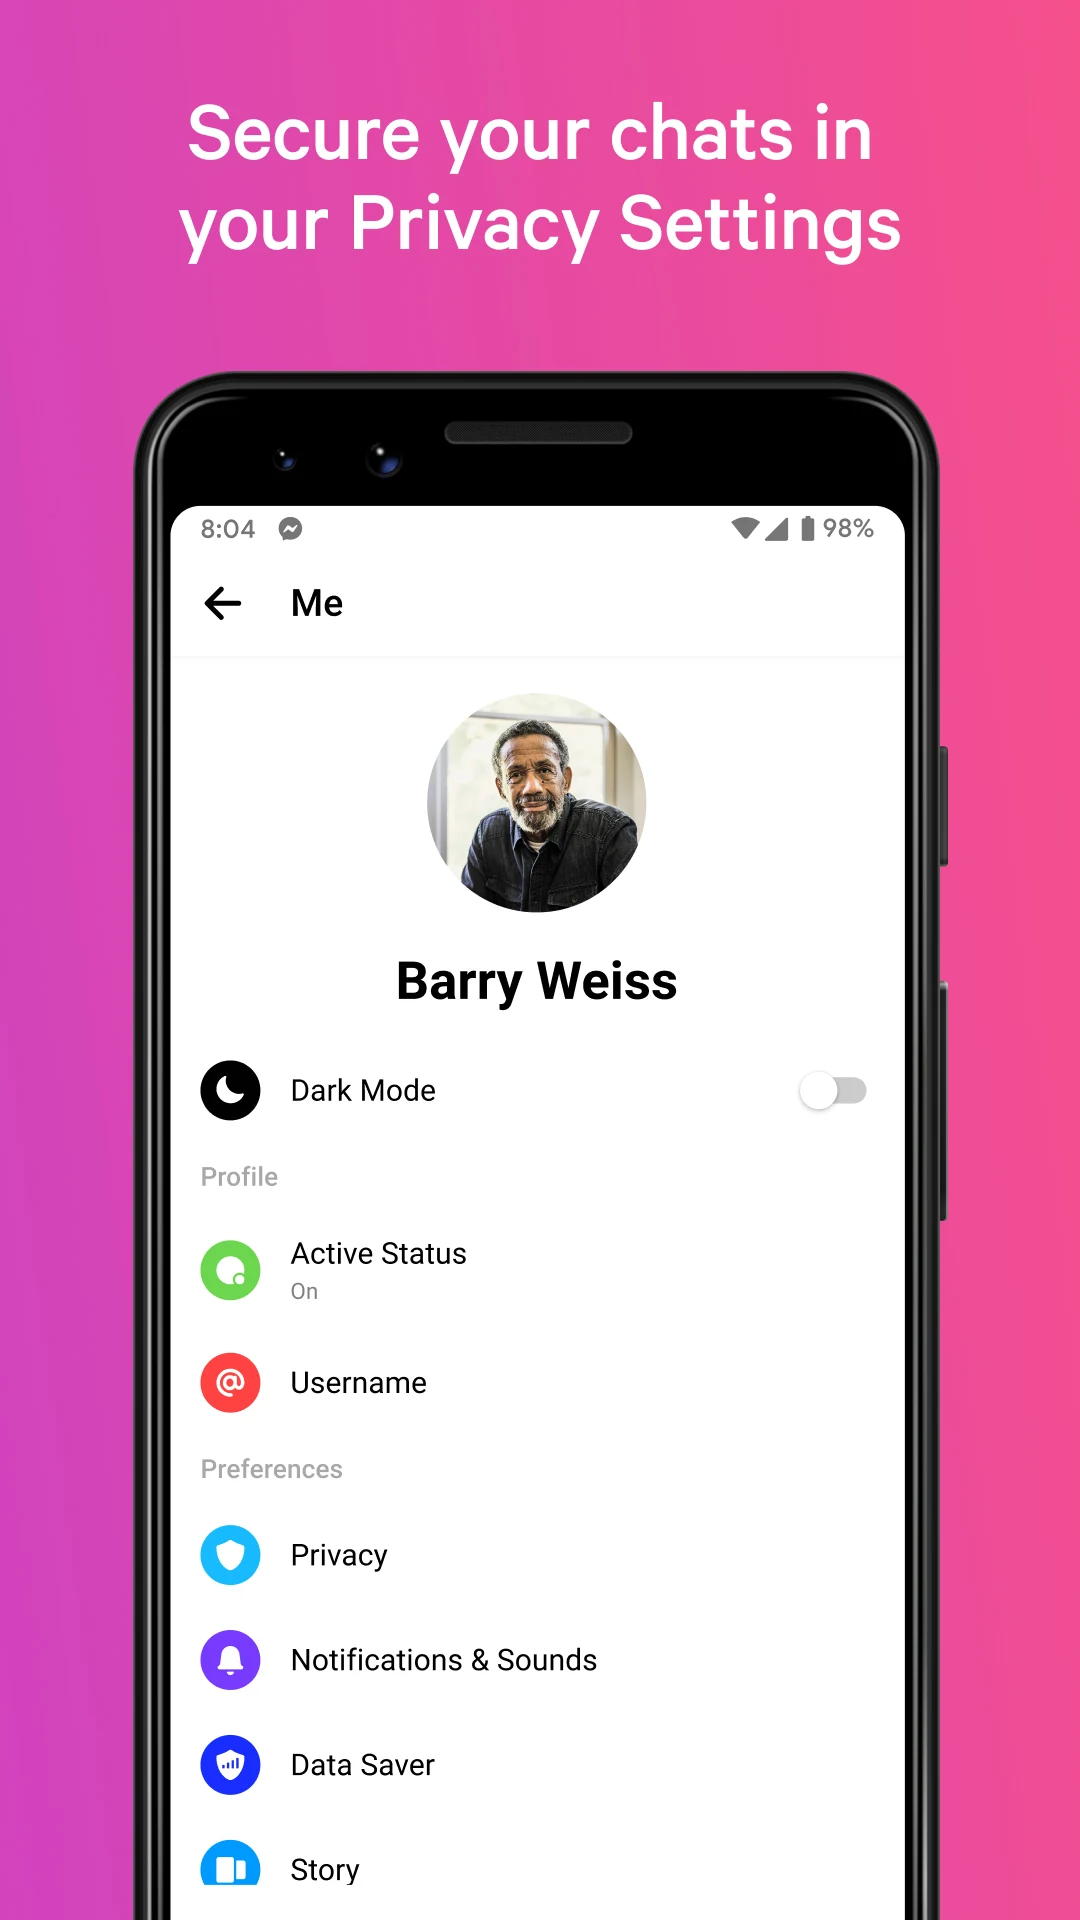 Secure your chats in
your Privacy Settings
8:04 98%
Me
Barry Weiss
Dark Mode
Profile
Active Status
On
Username
Preferences
Privacy
Notifications & Sounds
Data Saver
Story